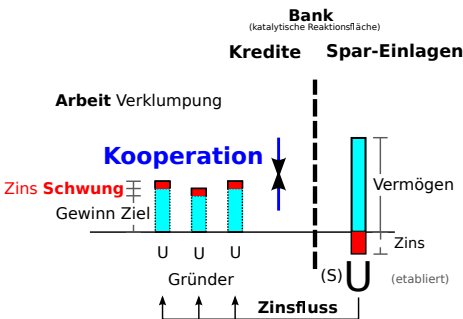 Bank
(katalytische Reaktionsfläche)
Kredite Spar-Einlagen
Arbeit Verklumpung
Kooperation
Zins Schwung
Vermögen
Gewinn Ziel
Zins
U U U
(S) U (etabliert)
Gründer
Zinsfluss